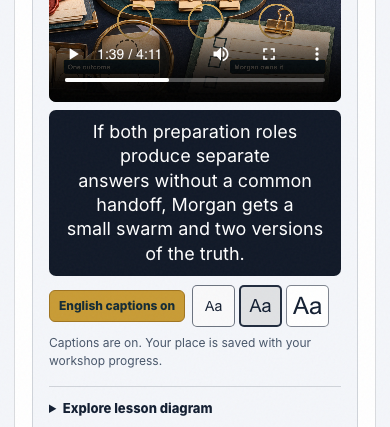 1:39 / 4:11
One outcome
Morgan owns it
If both preparation roles
produce separate
answers without a common
handoff, Morgan gets a
small swarm and two versions
of the truth.
English captions on
Aa
Aa
Aa
Captions are on. Your place is saved with your
workshop progress.
Explore lesson diagram